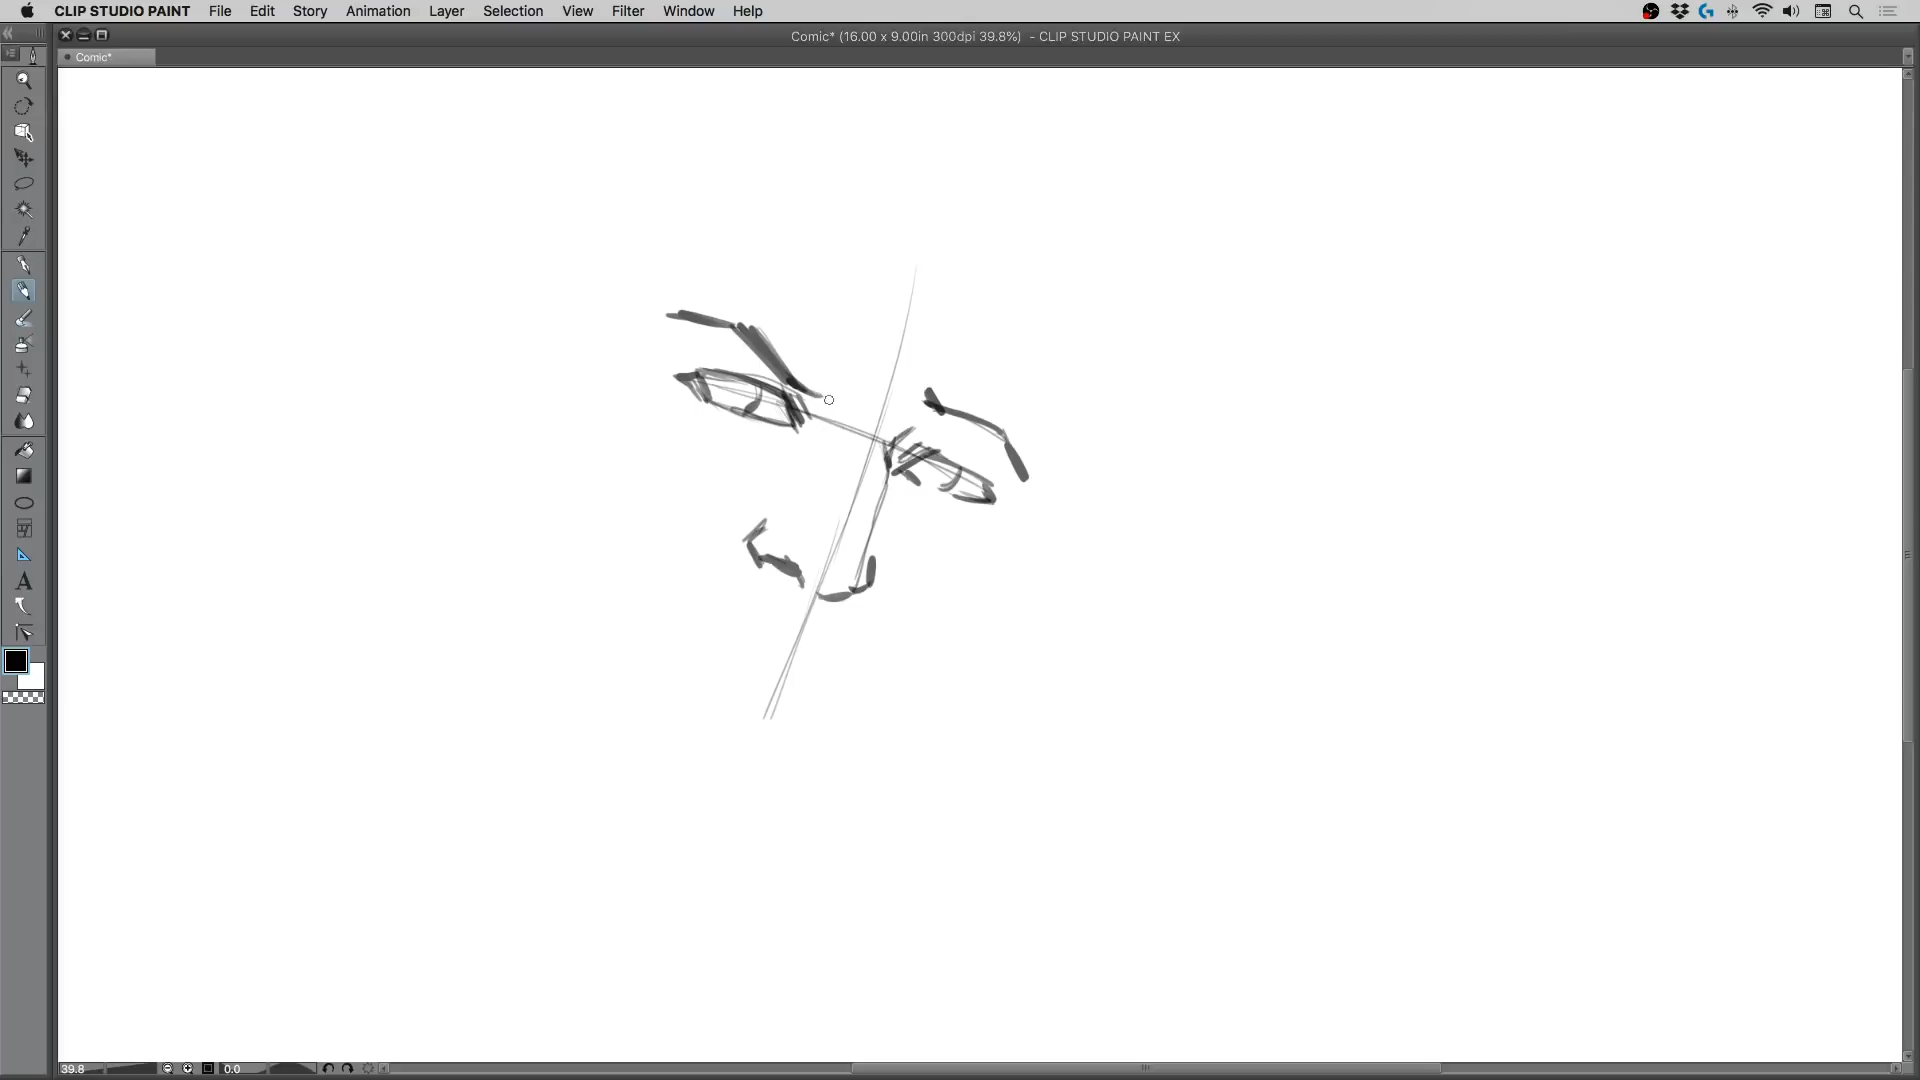 CLIP STUDIO PAINT File Edit Story Animation Layer Selection View Filter Window Help
Comic* (16.00 x 9.00in 300dpi 39.8%) - CLIP STUDIO PAINT EX
Comic*
39.8 0.0